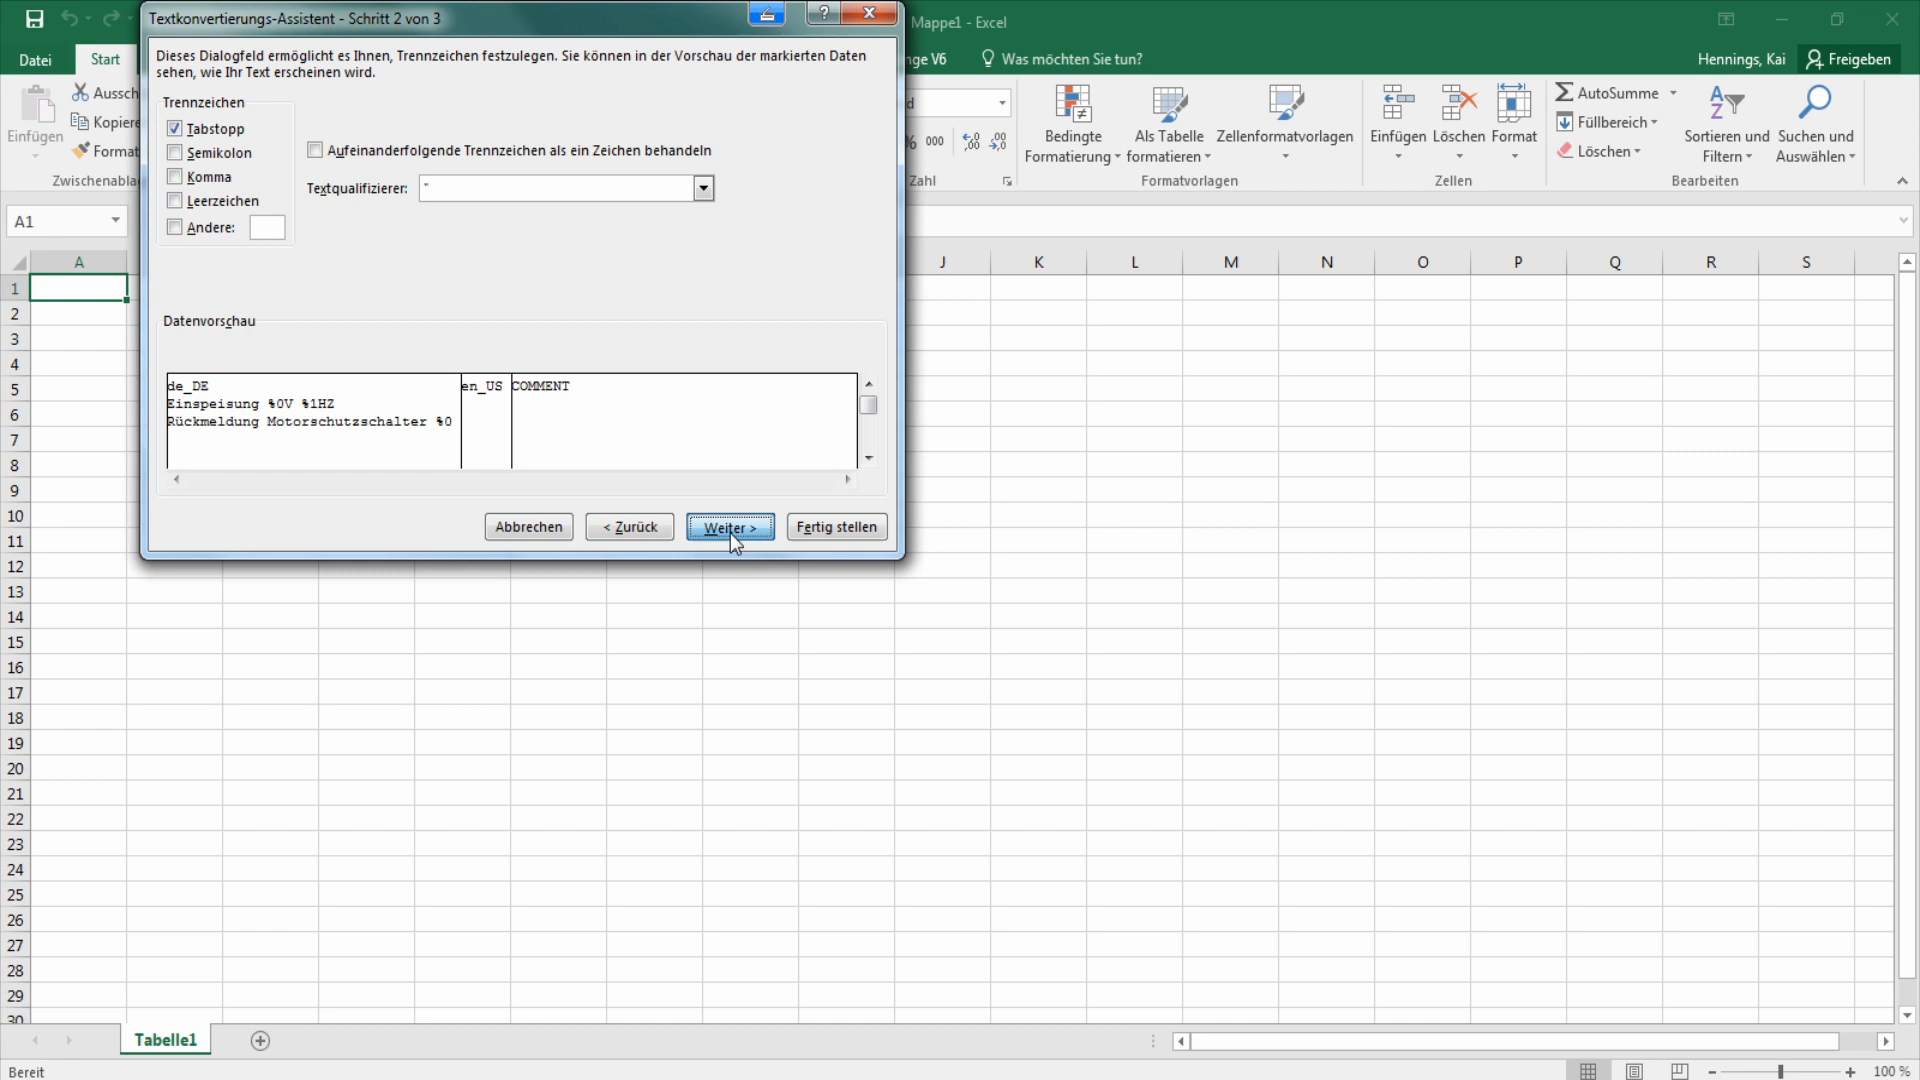 Textkonvertierungs-Assistent - Schritt 2 von 3
Mappe1 - Excel
Datei
Start
nge V6
Was möchten Sie tun?
Hennings, Kai
Freigeben
Einfügen
Aussch
Kopiere
Format
Zwischenabla
000
Zahl
Bedingte
Formatierung
Als Tabelle
formatieren
Zellenformatvorlagen
Formatvorlagen
Einfügen
Löschen
Format
Zellen
AutoSumme
Füllbereich
Löschen
Sortieren und
Filtern
Suchen und
Auswählen
Bearbeiten
Dieses Dialogfeld ermöglicht es Ihnen, Trennzeichen festzulegen. Sie können in der Vorschau der markierten Daten
sehen, wie Ihr Text erscheinen wird.
Trennzeichen
Tabstopp
Semikolon
Komma
Leerzeichen
Andere:
Aufeinanderfolgende Trennzeichen als ein Zeichen behandeln
Textqualifizierer: "
Datenvorschau
de_DE en_US COMMENT
Einspeisung %0V %1HZ
Rückmeldung Motorschutzschalter %0
Abbrechen
< Zurück
Weiter >
Fertig stellen
A1
A J K L M N O P Q R S
1
2
3
4
5
6
7
8
9
10
11
12
13
14
15
16
17
18
19
20
21
22
23
24
25
26
27
28
29
30
Tabelle1
Bereit
100 %